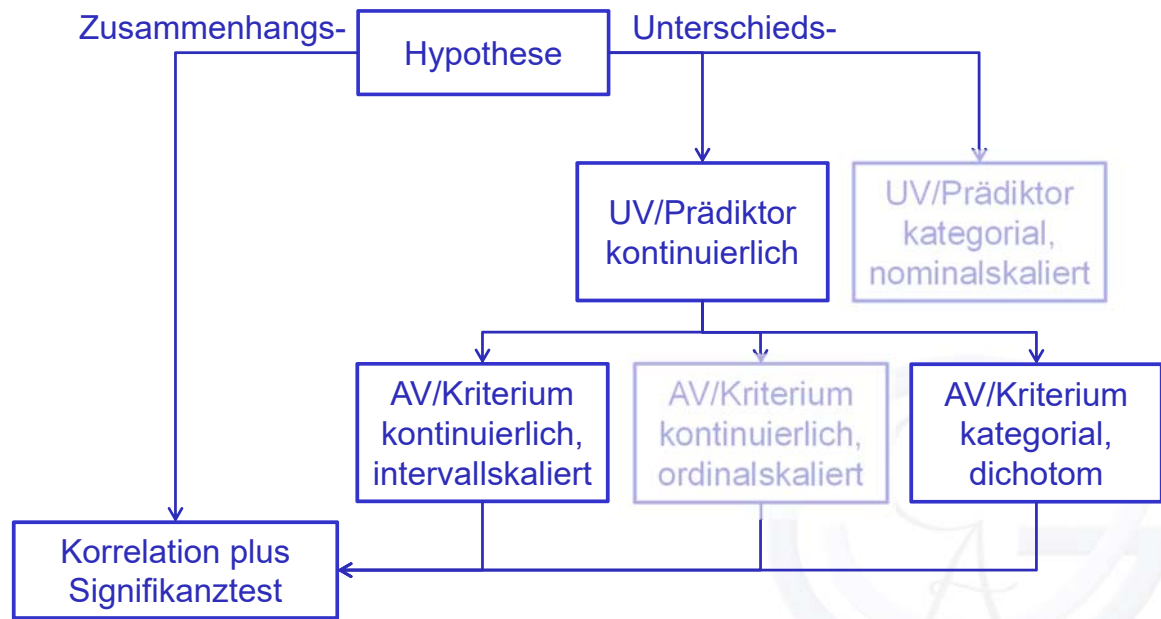 Zusammenhangs-
Hypothese
Unterschieds-
UV/Prädiktor
kontinuierlich
UV/Prädiktor
kategorial,
nominalskaliert
AV/Kriterium
kontinuierlich,
intervallskaliert
AV/Kriterium
kontinuierlich,
ordinalskaliert
AV/Kriterium
kategorial,
dichotom
Korrelation plus
Signifikanztest